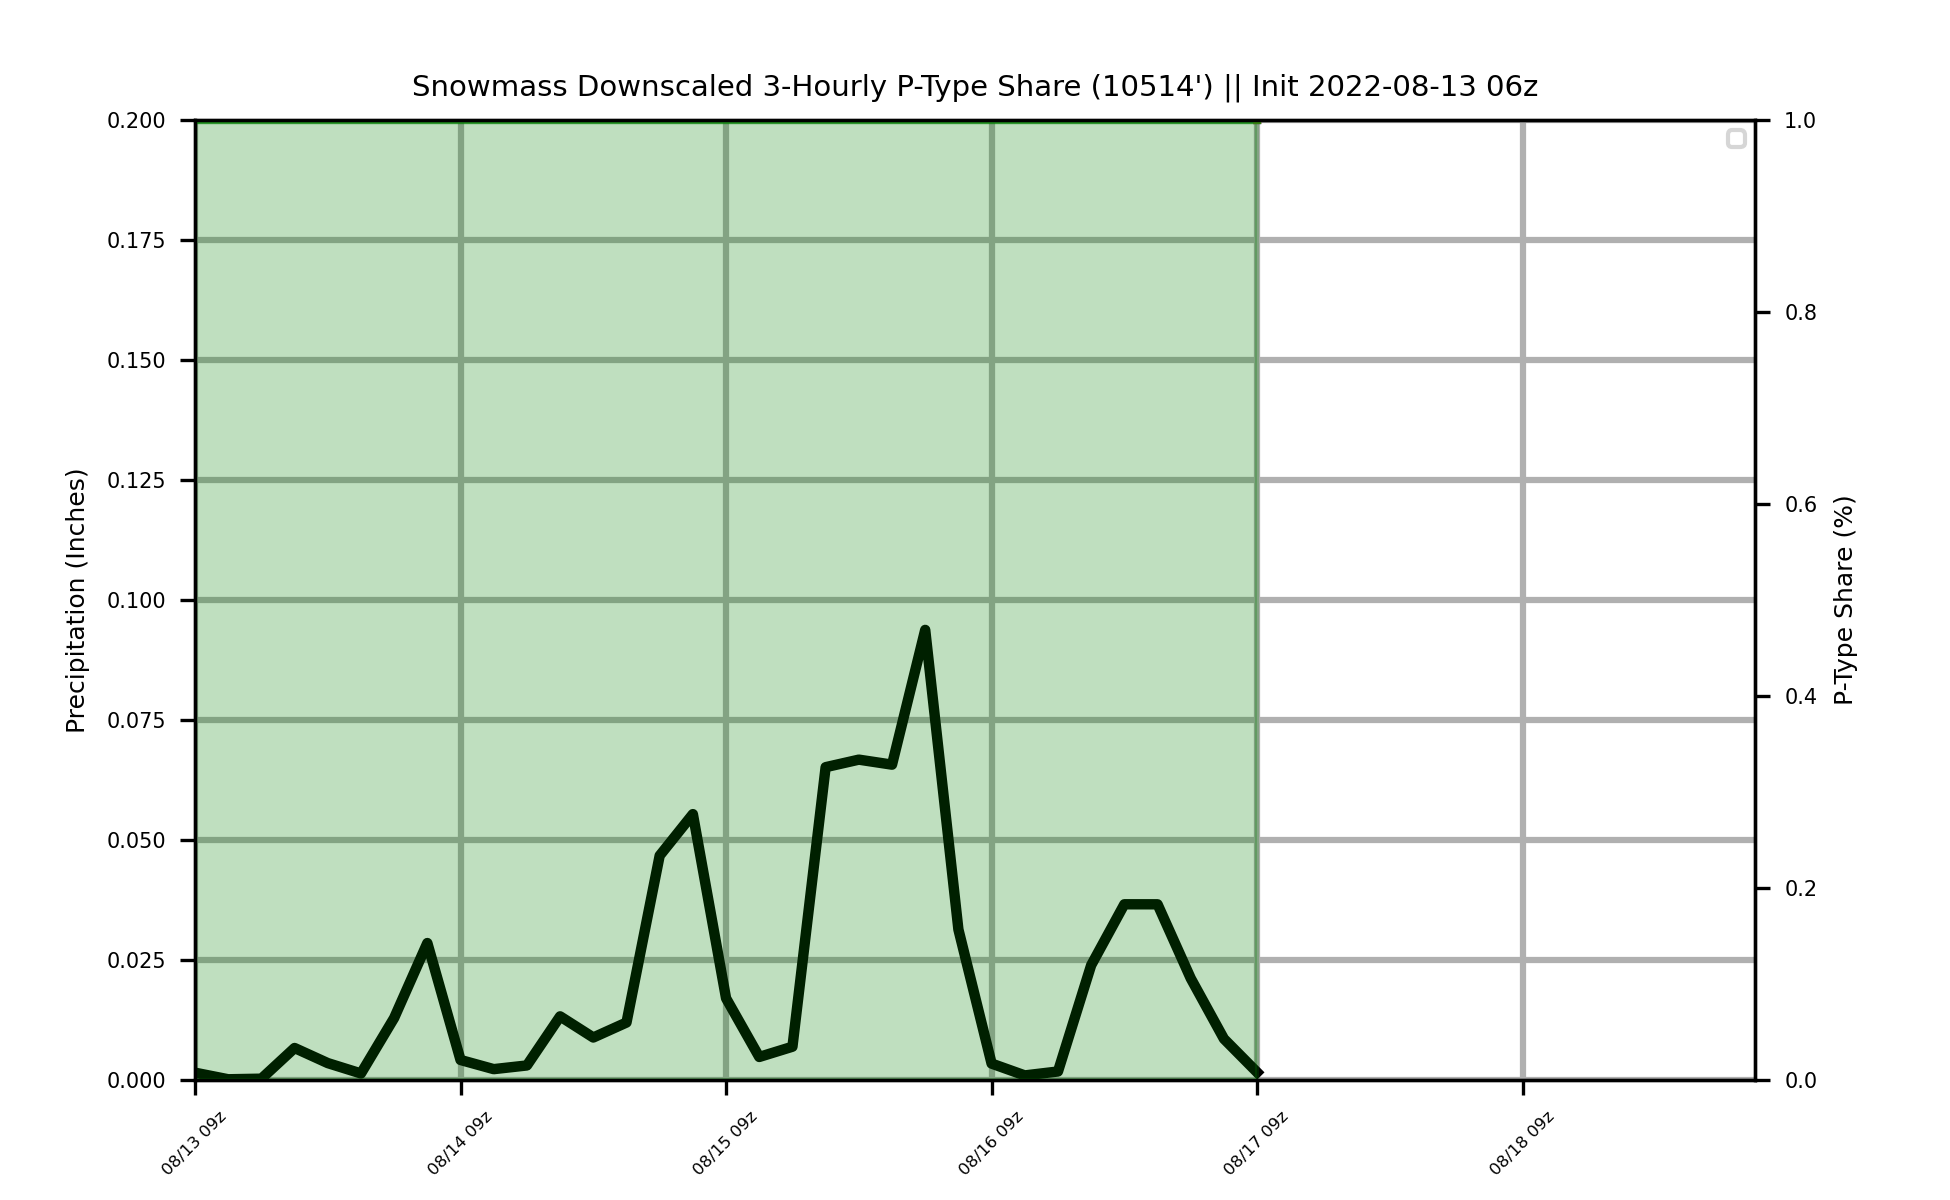 Snowmass Downscaled 3-Hourly P-Type Share (10514') || Init 2022-08-13 06z
0.200
0.175
0.150
0.125
0.100
0.075
0.050
0.025
0.000
Precipitation (Inches)
1.0
0.8
0.6
0.4
0.2
0.0
P-Type Share (%)
08/13 09z
08/14 09z
08/15 09z
08/16 09z
08/17 09z
08/18 09z